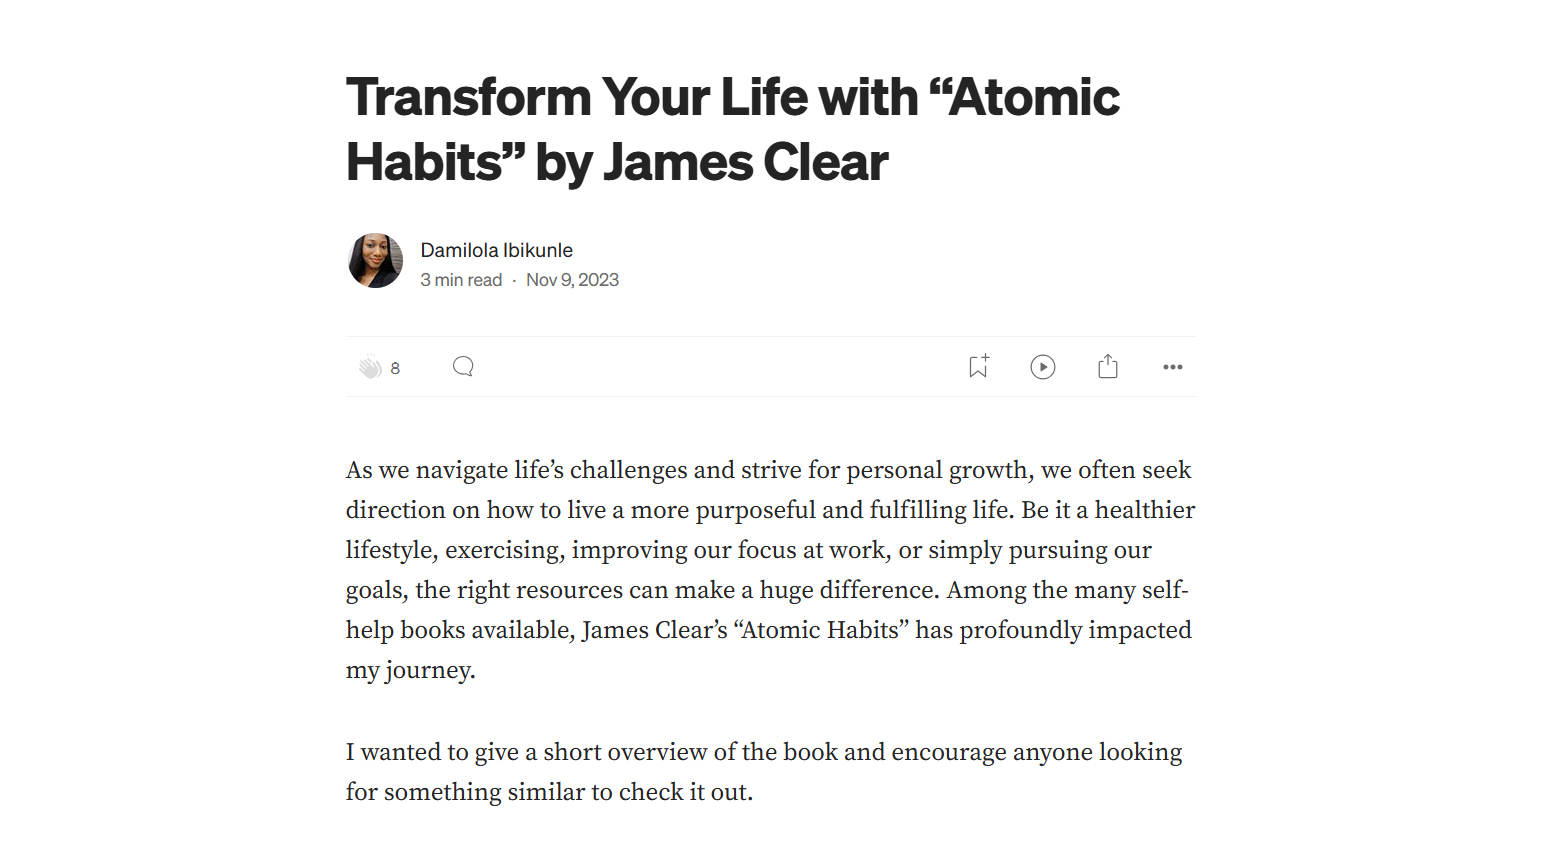 Transform Your Life with “Atomic
Habits” by James Clear
Damilola Ibikunle
3 min read · Nov 9, 2023
8
As we navigate life’s challenges and strive for personal growth, we often seek
direction on how to live a more purposeful and fulfilling life. Be it a healthier
lifestyle, exercising, improving our focus at work, or simply pursuing our
goals, the right resources can make a huge difference. Among the many self-
help books available, James Clear’s “Atomic Habits” has profoundly impacted
my journey.
I wanted to give a short overview of the book and encourage anyone looking
for something similar to check it out.